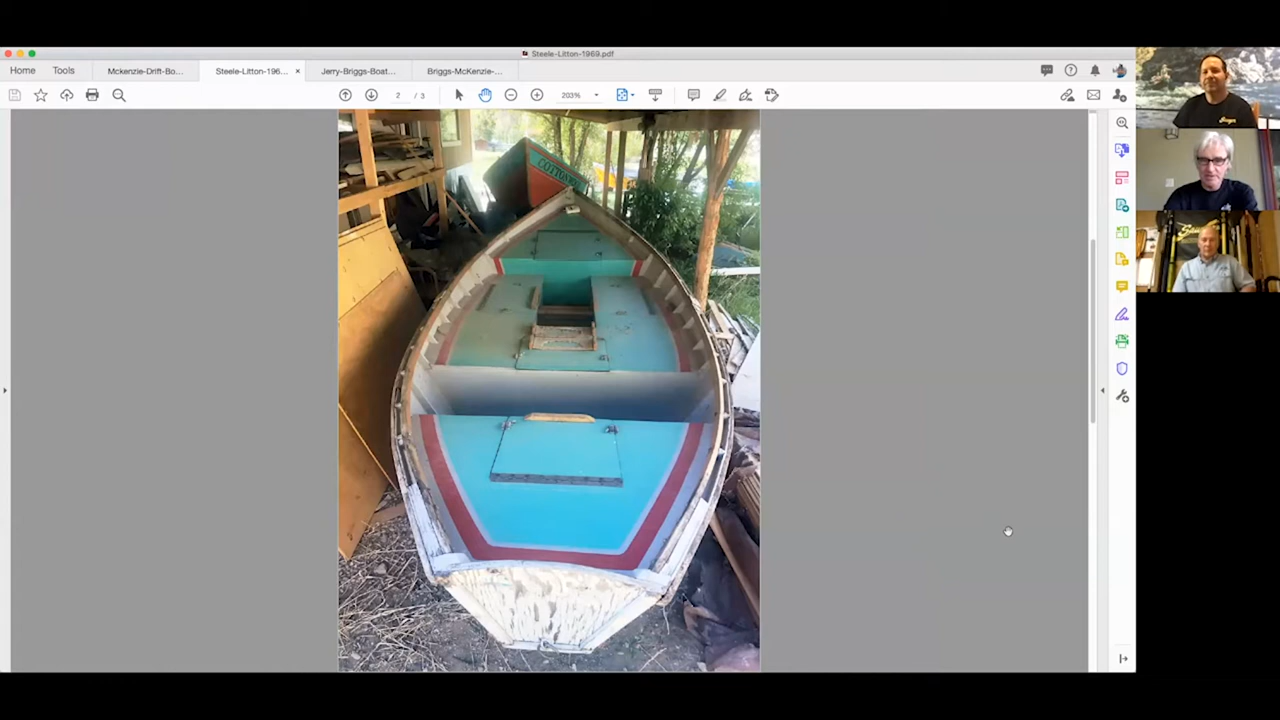 Steele-Litton-1969.pdf
Home
Tools
Mckenzie-Drift-Bo...
Steele-Litton-196...
Jerry-Briggs-Boat...
Briggs-McKenzie-...
2 / 3
203%